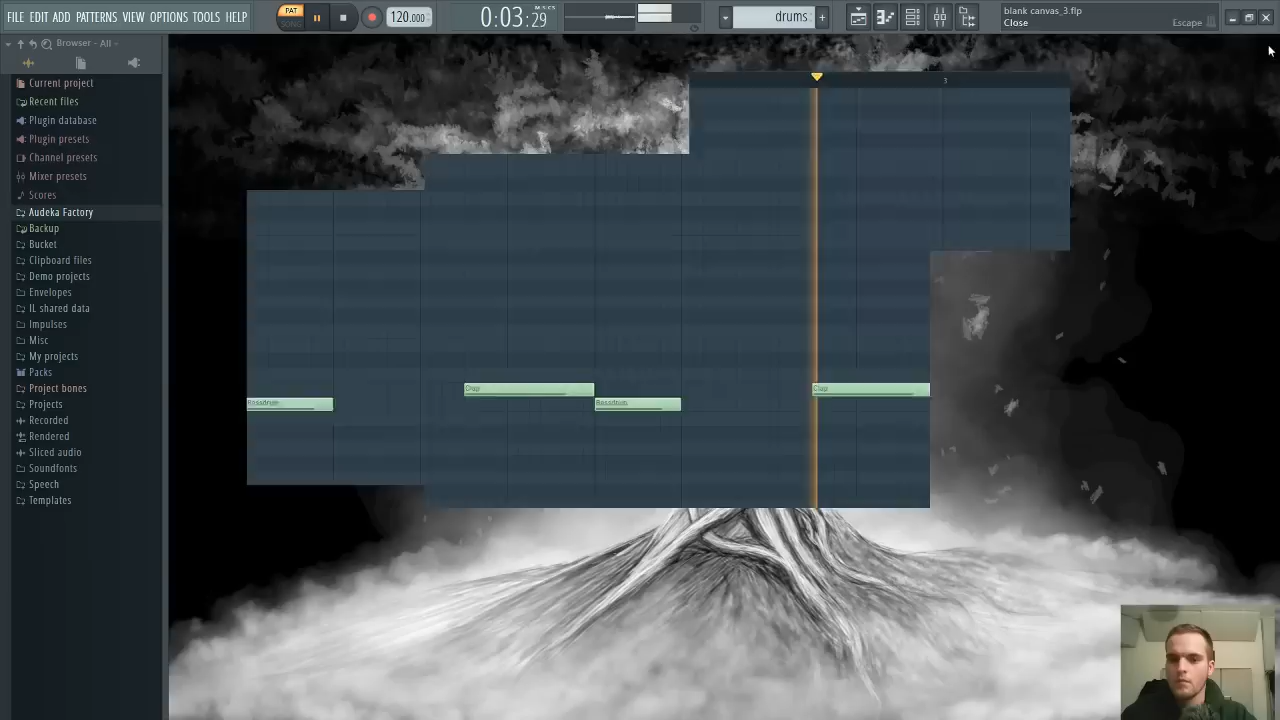 FILE EDIT ADD PATTERNS VIEW OPTIONS TOOLS HELP
PAT
SONG
120.000
0:03:29
M:S:CS
drums
blank canvas_3.flp
Close
Escape
Browser - All
Current project
Recent files
Plugin database
Plugin presets
Channel presets
Mixer presets
Scores
Audeka Factory
Backup
Bucket
Clipboard files
Demo projects
Envelopes
IL shared data
Impulses
Misc
My projects
Packs
Project bones
Projects
Recorded
Rendered
Sliced audio
Soundfonts
Speech
Templates
3
Clap
Clap
Bassdrum
Bassdrum